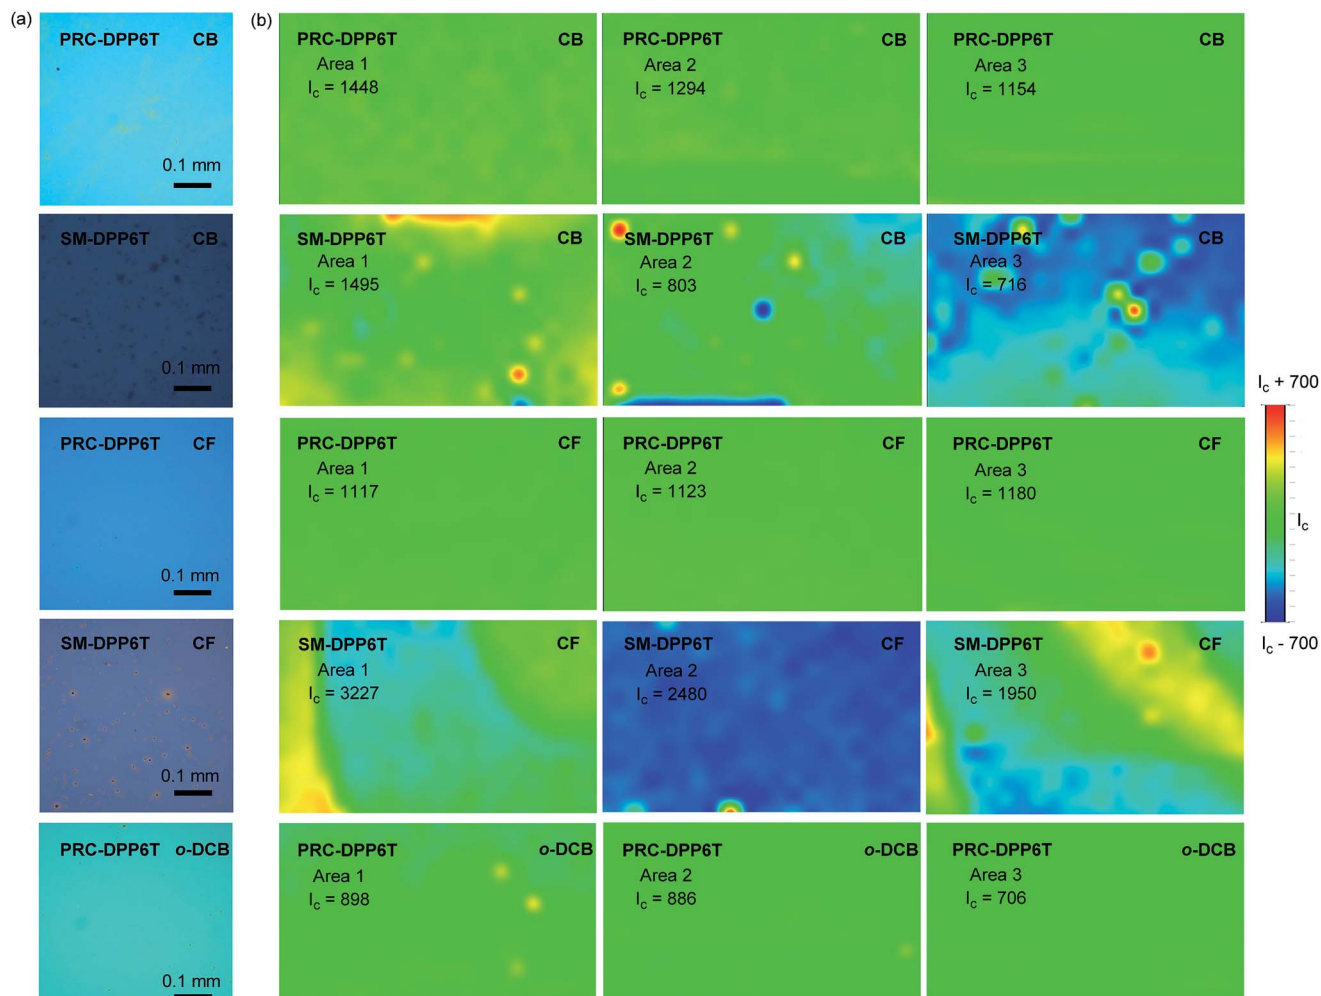 (a)
PRC-DPP6T CB
0.1 mm
SM-DPP6T CB
0.1 mm
PRC-DPP6T CF
0.1 mm
SM-DPP6T CF
0.1 mm
PRC-DPP6T o-DCB
0.1 mm
(b)
PRC-DPP6T CB
Area 1
Ic = 1448
PRC-DPP6T CB
Area 2
Ic = 1294
PRC-DPP6T CB
Area 3
Ic = 1154
SM-DPP6T CB
Area 1
Ic = 1495
SM-DPP6T CB
Area 2
Ic = 803
SM-DPP6T CB
Area 3
Ic = 716
PRC-DPP6T CF
Area 1
Ic = 1117
PRC-DPP6T CF
Area 2
Ic = 1123
PRC-DPP6T CF
Area 3
Ic = 1180
SM-DPP6T CF
Area 1
Ic = 3227
SM-DPP6T CF
Area 2
Ic = 2480
SM-DPP6T CF
Area 3
Ic = 1950
PRC-DPP6T o-DCB
Area 1
Ic = 898
PRC-DPP6T o-DCB
Area 2
Ic = 886
PRC-DPP6T o-DCB
Area 3
Ic = 706
Ic + 700
Ic
Ic - 700